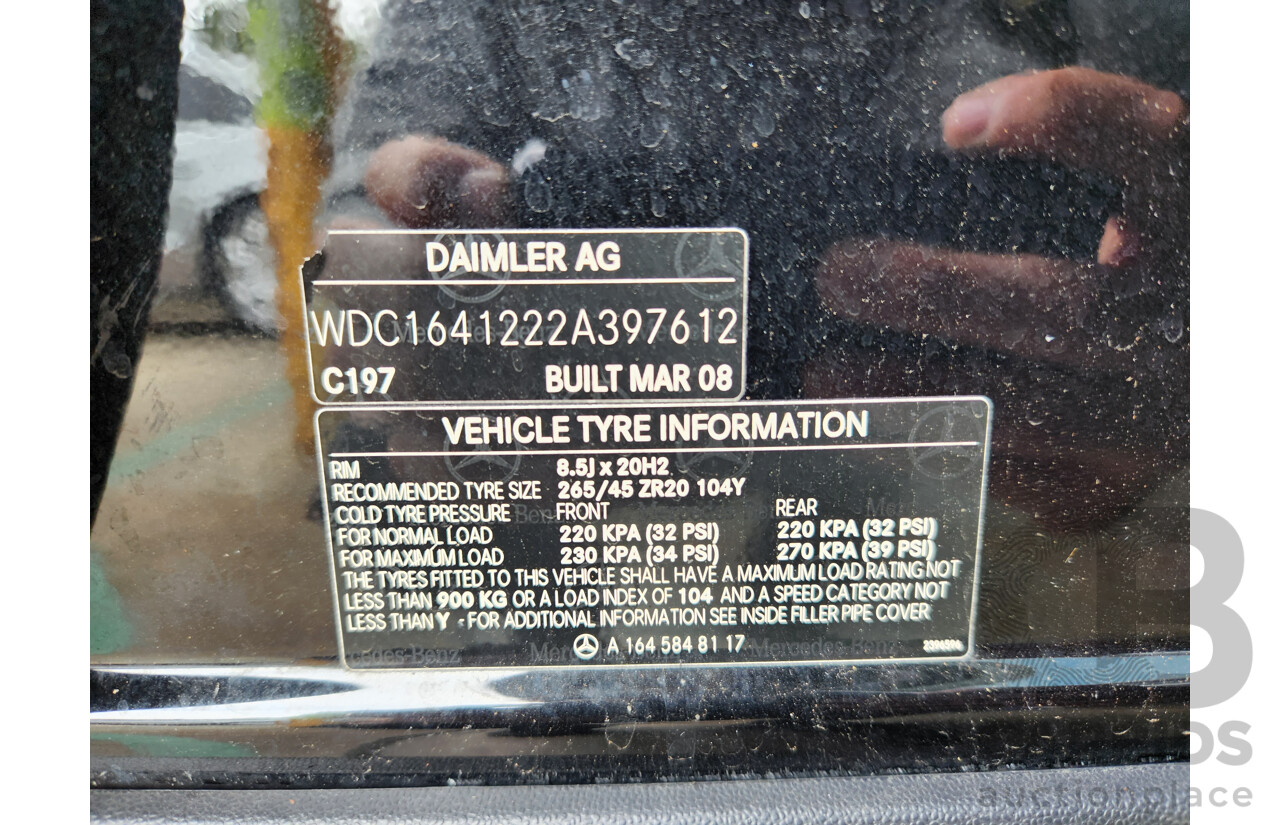 DAIMLER AG
WDC1641222A397612
C197 BUILT MAR 08
VEHICLE TYRE INFORMATION
RIM 8.5J x 20H2
RECOMMENDED TYRE SIZE 265/45 ZR20 104Y
COLD TYRE PRESSURE FRONT REAR
FOR NORMAL LOAD 220 KPA (32 PSI) 220 KPA (32 PSI)
FOR MAXIMUM LOAD 230 KPA (34 PSI) 270 KPA (39 PSI)
THE TYRES FITTED TO THIS VEHICLE SHALL HAVE A MAXIMUM LOAD RATING NOT
LESS THAN 900 KG OR A LOAD INDEX OF 104 AND A SPEED CATEGORY NOT
LESS THAN Y - FOR ADDITIONAL INFORMATION SEE INSIDE FILLER PIPE COVER
A 164 584 81 17
Mercedes-Benz
auctionplace